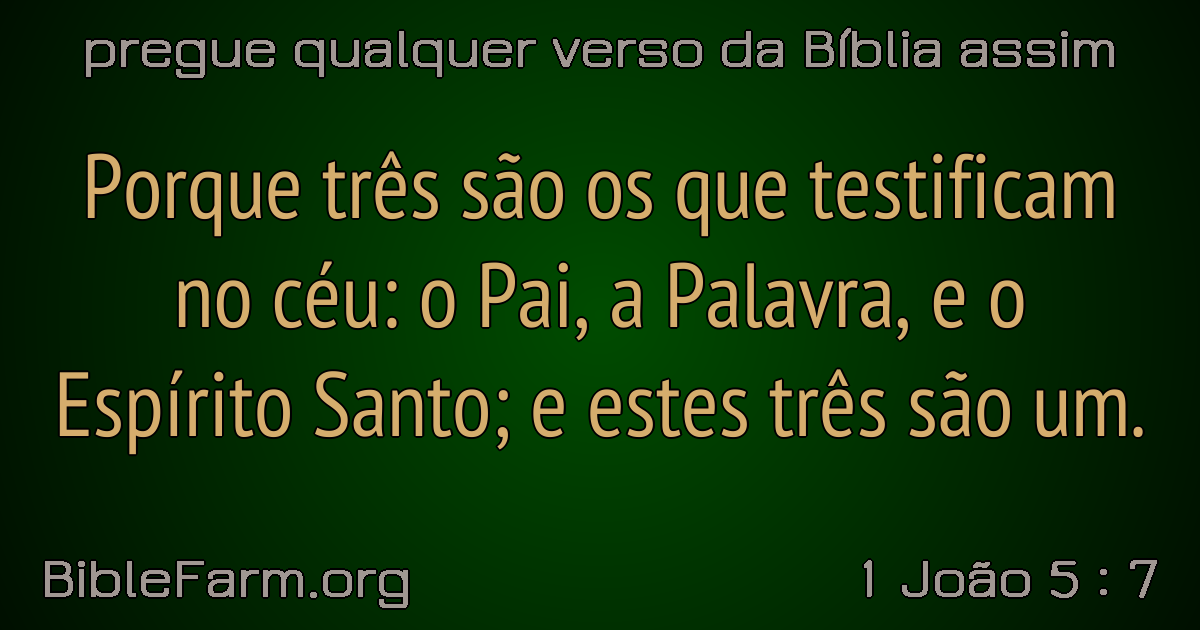 pregue qualquer verso da Bíblia assim
Porque três são os que testificam
no céu: o Pai, a Palavra, e o
Espírito Santo; e estes três são um.
BibleFarm.org
1 João 5 : 7